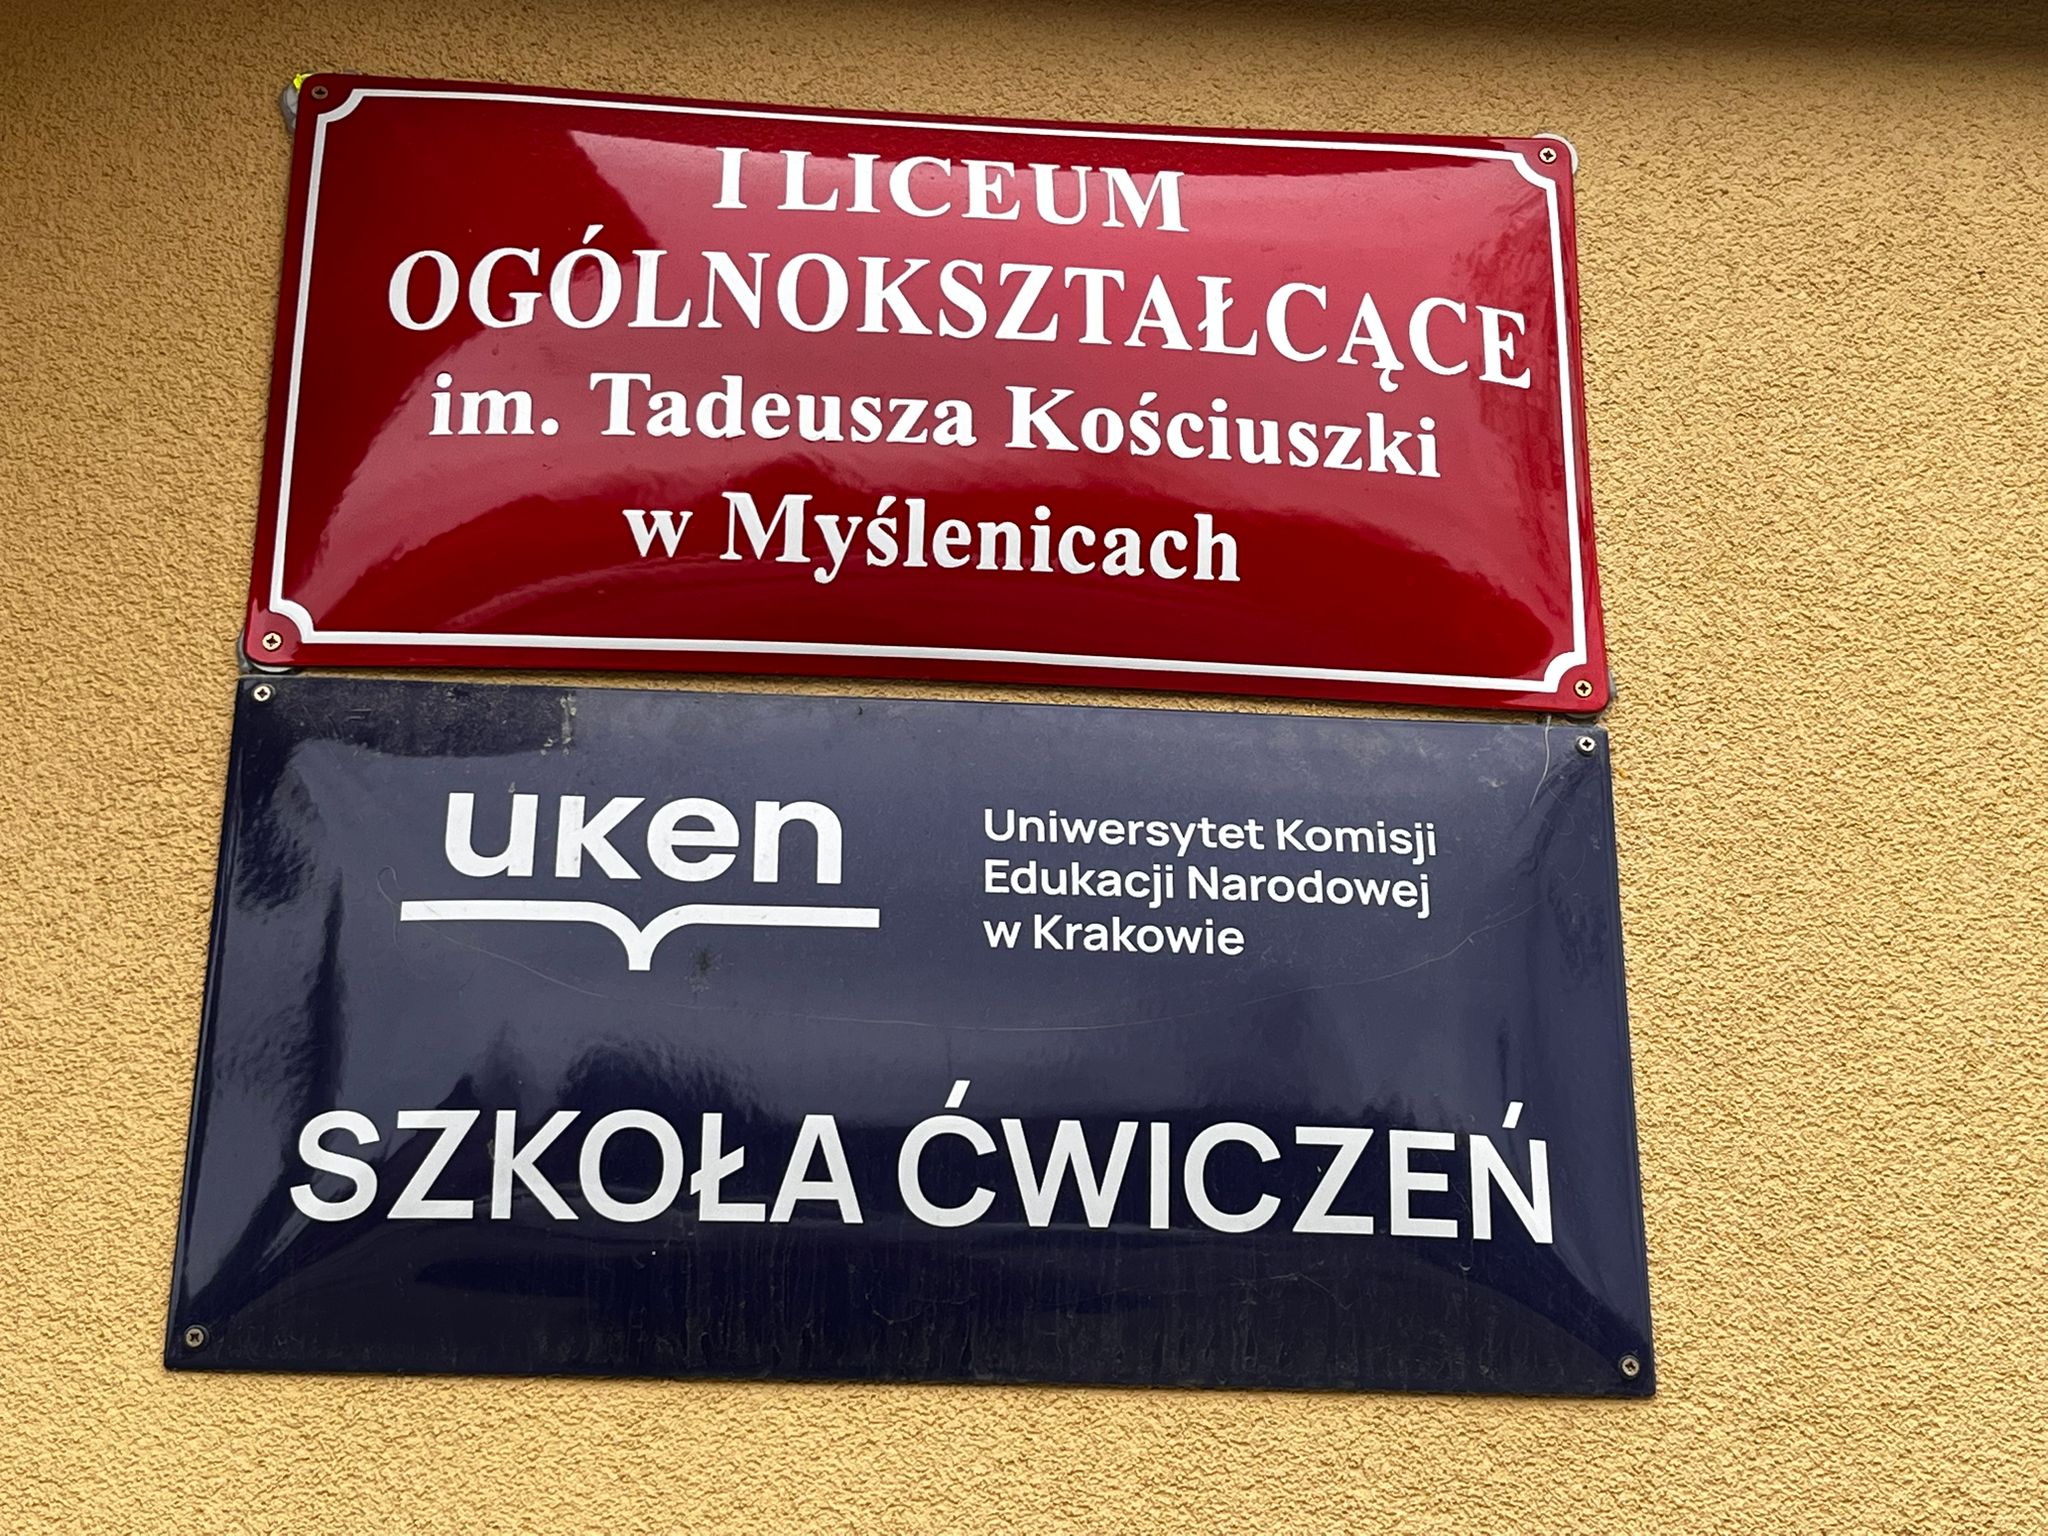 I LICEUM
OGÓLNOKSZTAŁCĄCE
im. Tadeusza Kościuszki
w Myślenicach
uken
Uniwersytet Komisji
Edukacji Narodowej
w Krakowie
SZKOŁA ĆWICZEŃ